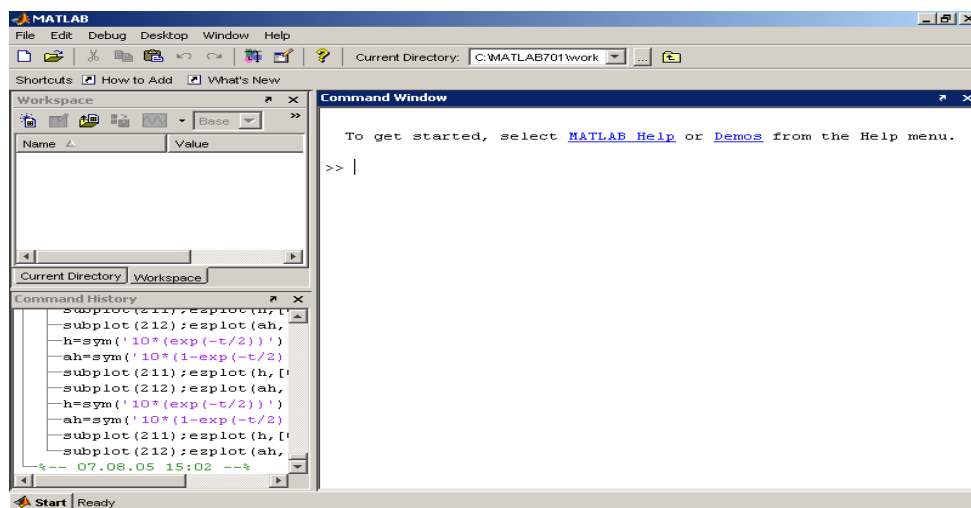 MATLAB
File Edit Debug Desktop Window Help
Current Directory: C:\MATLAB701\work ...
Shortcuts How to Add What's New
Workspace
Base »
Name Value
Current Directory Workspace
Command History
subplot(211);ezplot(h,[
subplot(212);ezplot(ah,
h=sym('10*(exp(-t/2))')
ah=sym('10*(1-exp(-t/2)
subplot(211);ezplot(h,[
subplot(212);ezplot(ah,
h=sym('10*(exp(-t/2))')
ah=sym('10*(1-exp(-t/2)
subplot(211);ezplot(h,[
subplot(212);ezplot(ah,
%-- 07.08.05 15:02 --%
Command Window
To get started, select MATLAB Help or Demos from the Help menu.
>>
Start Ready